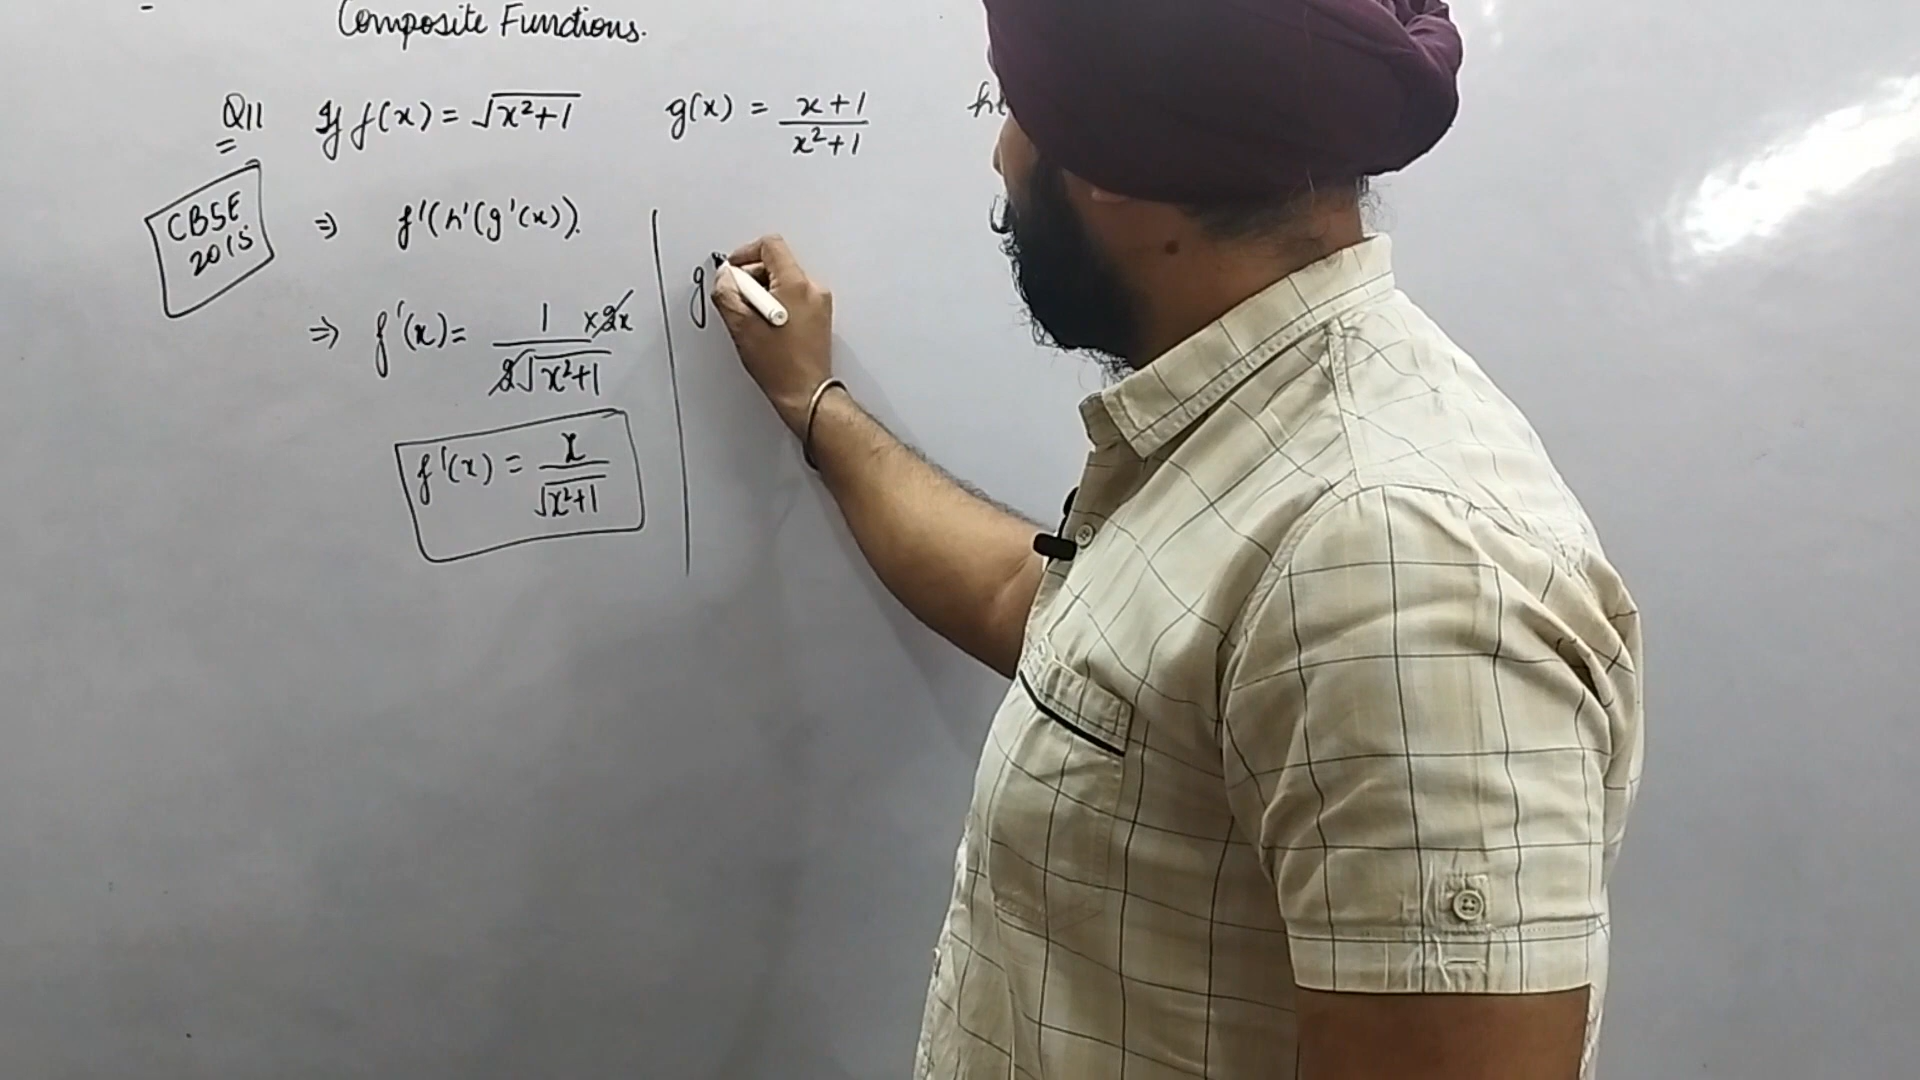 Composite Functions.
Q11 If f(x) = √x²+1 g(x) = x+1/x²+1
CBSE 2015
⇒ f'(h'(g'(x)).
⇒ f'(x) = 1 × 2x / 2√x²+1
f'(x) = x/√x²+1
g'